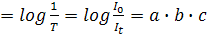 = log 1/T = log I₀/Iₜ = a · b · c